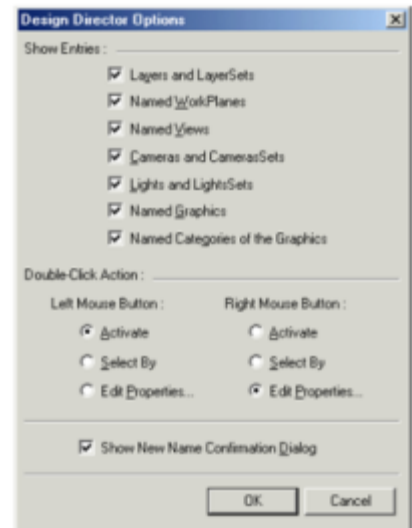 Design Director Options
Show Entries :
Layers and LayerSets
Named WorkPlanes
Named Views
Cameras and CamerasSets
Lights and LightsSets
Named Graphics
Named Categories of the Graphics
Double-Click Action :
Left Mouse Button : Right Mouse Button :
Activate Activate
Select By Select By
Edit Properties... Edit Properties...
Show New Name Confirmation Dialog
OK Cancel